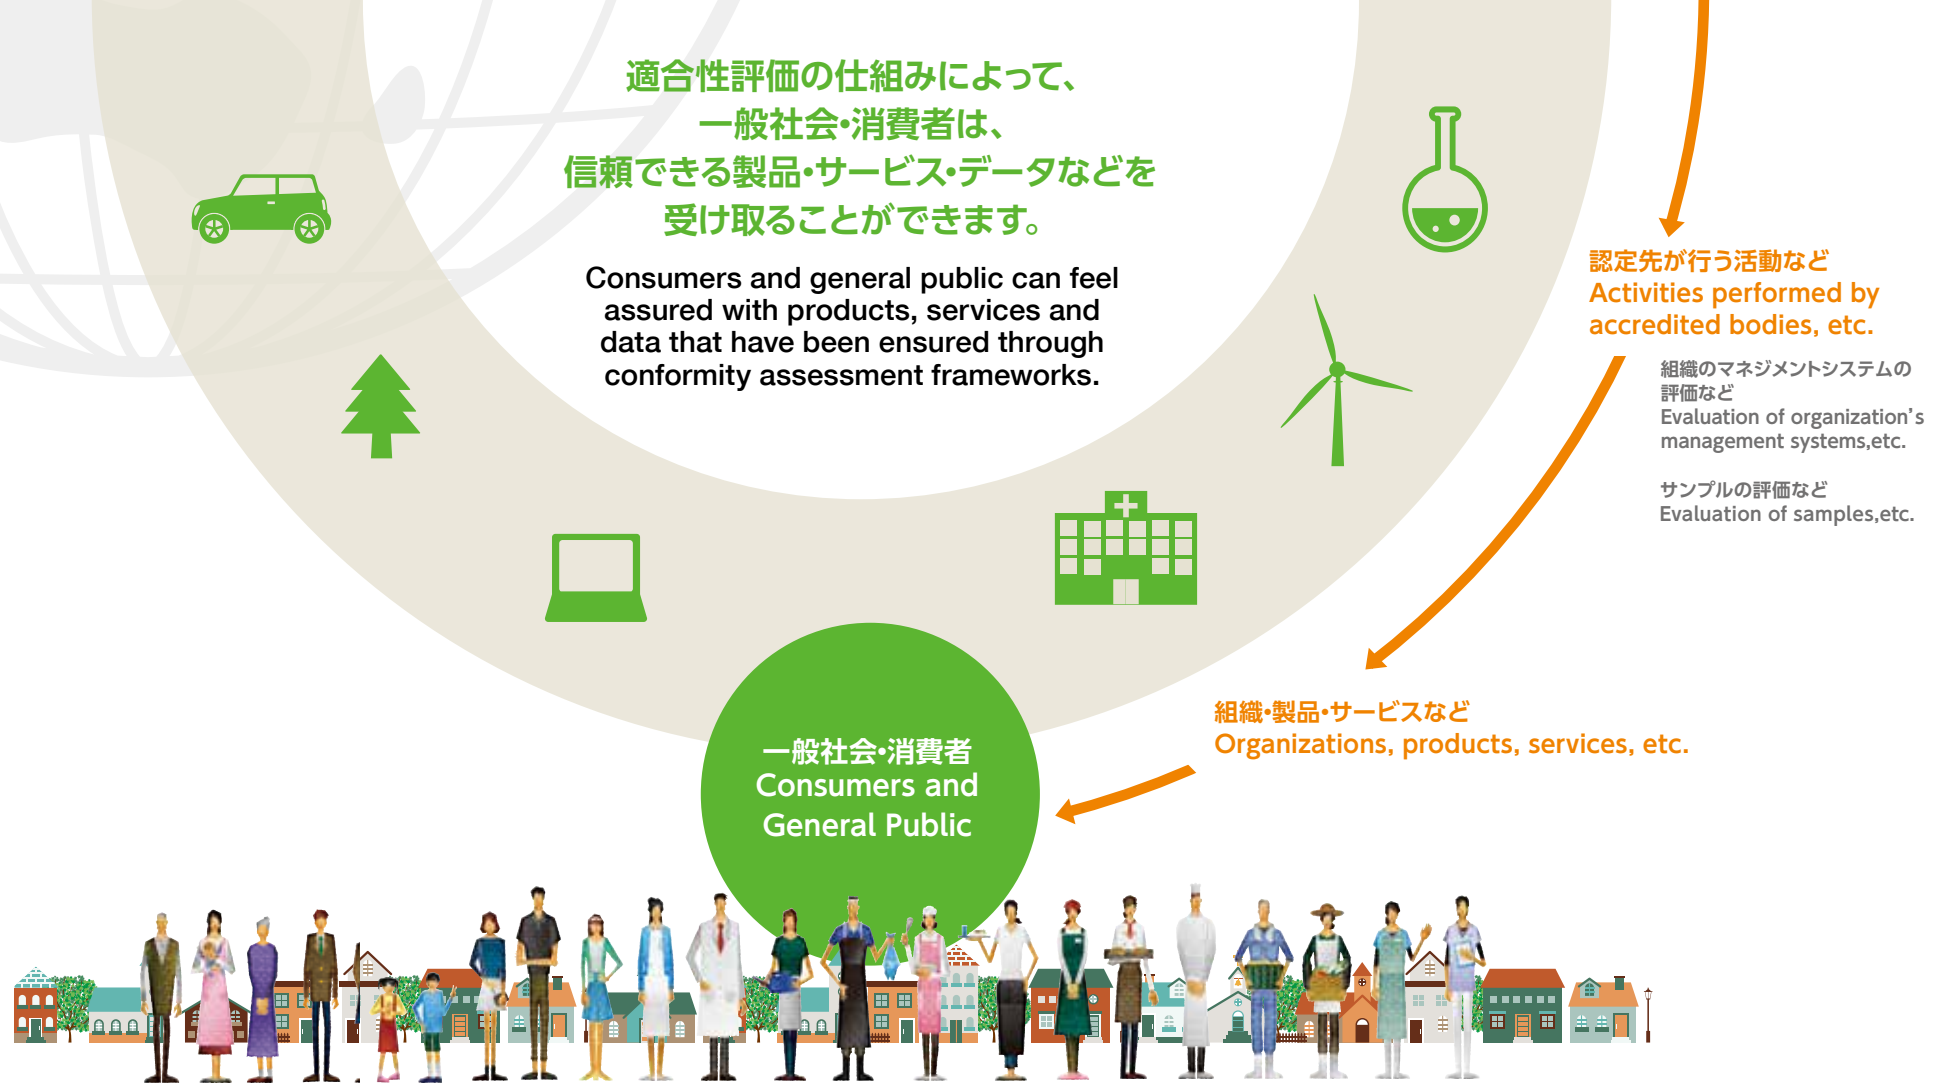 適合性評価の仕組みによって、
一般社会・消費者は、
信頼できる製品・サービス・データなどを
受け取ることができます。
Consumers and general public can feel
assured with products, services and
data that have been ensured through
conformity assessment frameworks.
認定先が行う活動など
Activities performed by
accredited bodies, etc.
組織のマネジメントシステムの
評価など
Evaluation of organization’s
management systems,etc.
サンプルの評価など
Evaluation of samples,etc.
組織・製品・サービスなど
Organizations, products, services, etc.
一般社会・消費者
Consumers and
General Public